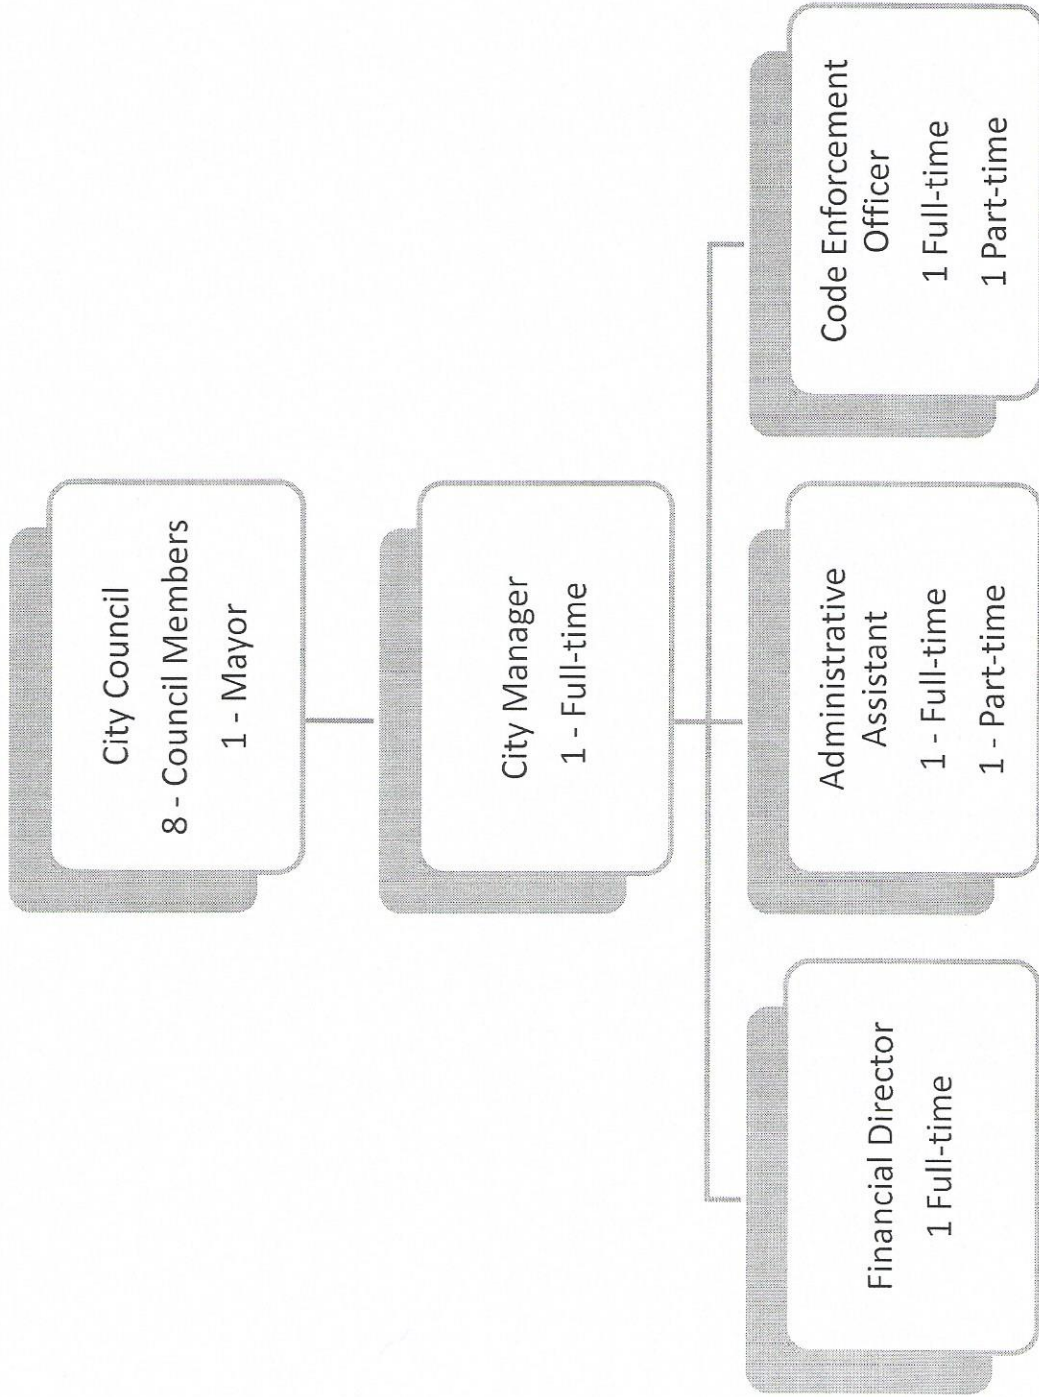 City Council
8 - Council Members
1 - Mayor
City Manager
1 - Full-time
Financial Director
1 Full-time
Administrative
Assistant
1 - Full-time
1 - Part-time
Code Enforcement
Officer
1 Full-time
1 Part-time